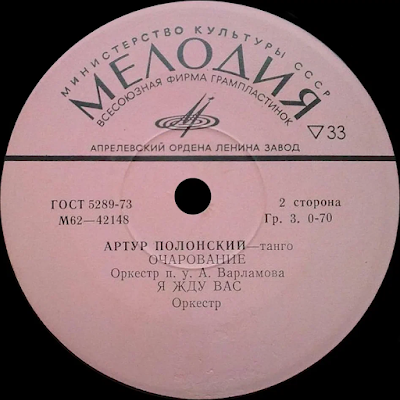 МИНИСТЕРСТВО КУЛЬТУРЫ СССР
МЕЛОДИЯ
ВСЕСОЮЗНАЯ ФИРМА ГРАМПЛАСТИНОК
▽33
АПРЕЛЕВСКИЙ ОРДЕНА ЛЕНИНА ЗАВОД
ГОСТ 5289-73
2 сторона
М62—42148
Гр. 3. 0-70
АРТУР ПОЛОНСКИЙ—танго
ОЧАРОВАНИЕ
Оркестр п. у. А. Варламова
Я ЖДУ ВАС
Оркестр